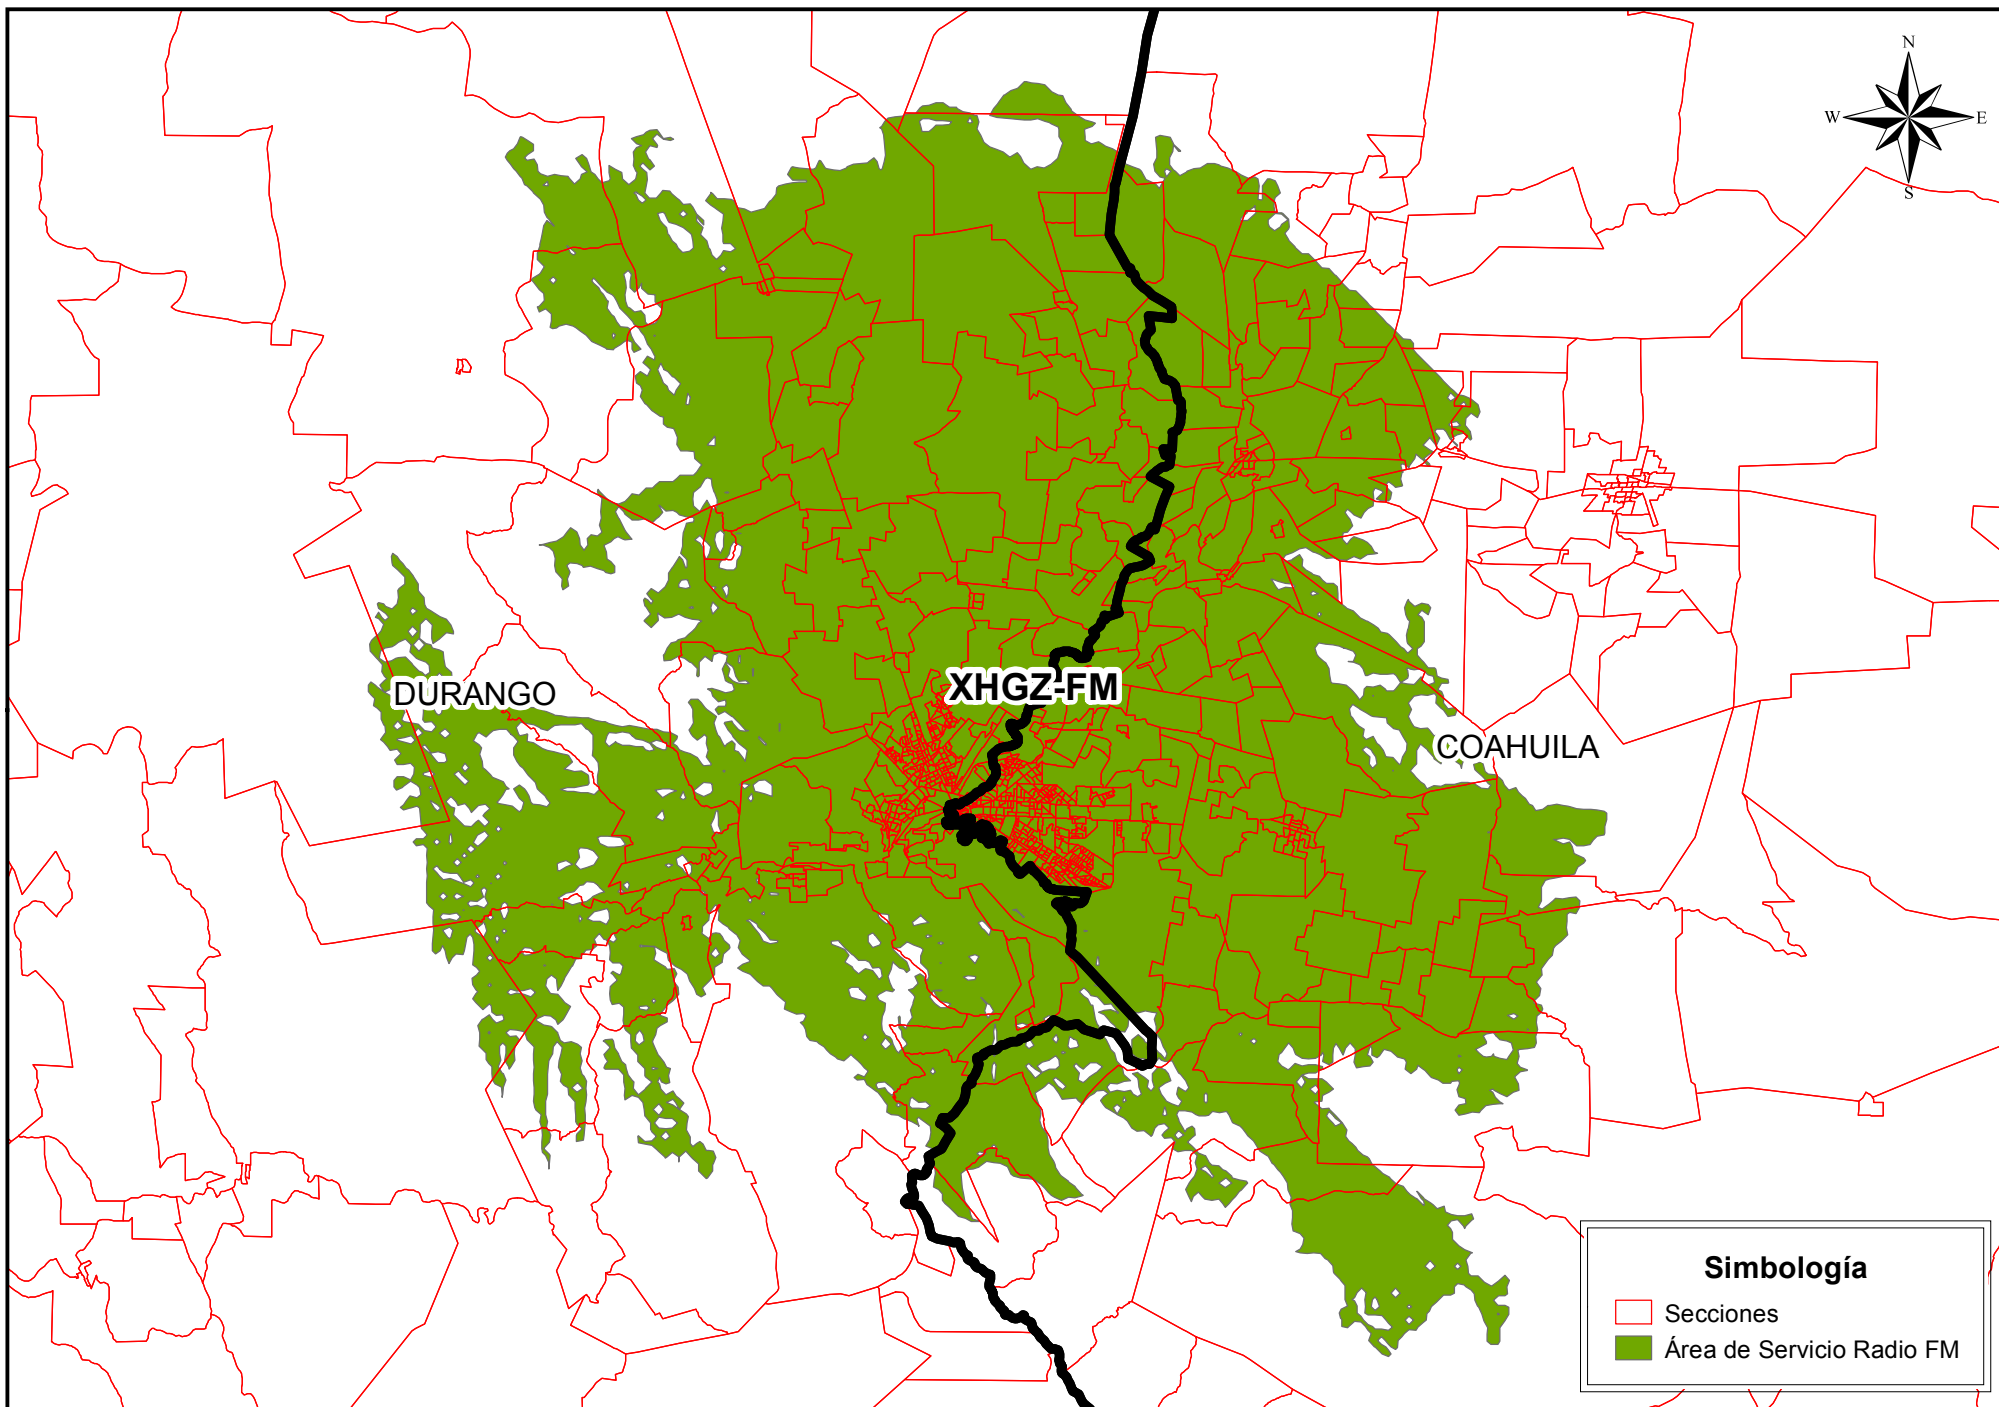 N
W E
S
DURANGO
XHGZ-FM
COAHUILA
Simbología
Secciones
Área de Servicio Radio FM